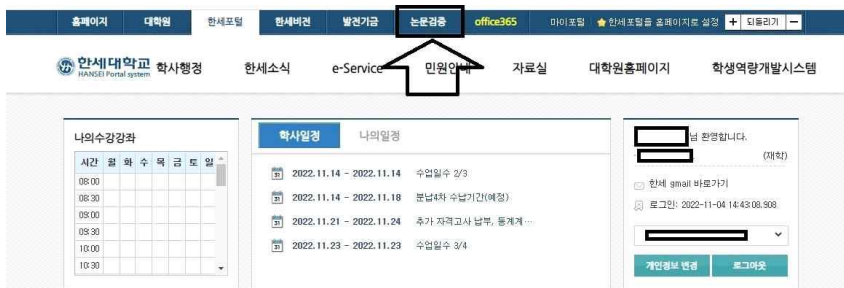 홈페이지 대학원 한세포털 한세비전 발전기금 논문검증 office365 마이포털 한세포털을 홈페이지로 설정 + 되돌리기 -
한세대학교
HANSEI Portal system
학사행정 한세소식 e-Service 민원안내 자료실 대학원홈페이지 학생역량개발시스템
나의수강강좌
시간 월 화 수 목 금 토 일
08:00
08:30
09:00
09:30
10:00
10:30
학사일정 나의일정
2022.11.14 - 2022.11.14 수업일수 2/3
2022.11.14 - 2022.11.18 분납4차 수납기간(예정)
2022.11.21 - 2022.11.24 추가 자격고사 납부, 통계계…
2022.11.23 - 2022.11.23 수업일수 3/4
님 환영합니다.
(재학)
한세 gmail 바로가기
로그인: 2022-11-04 14:43:08.908
개인정보 변경 로그아웃